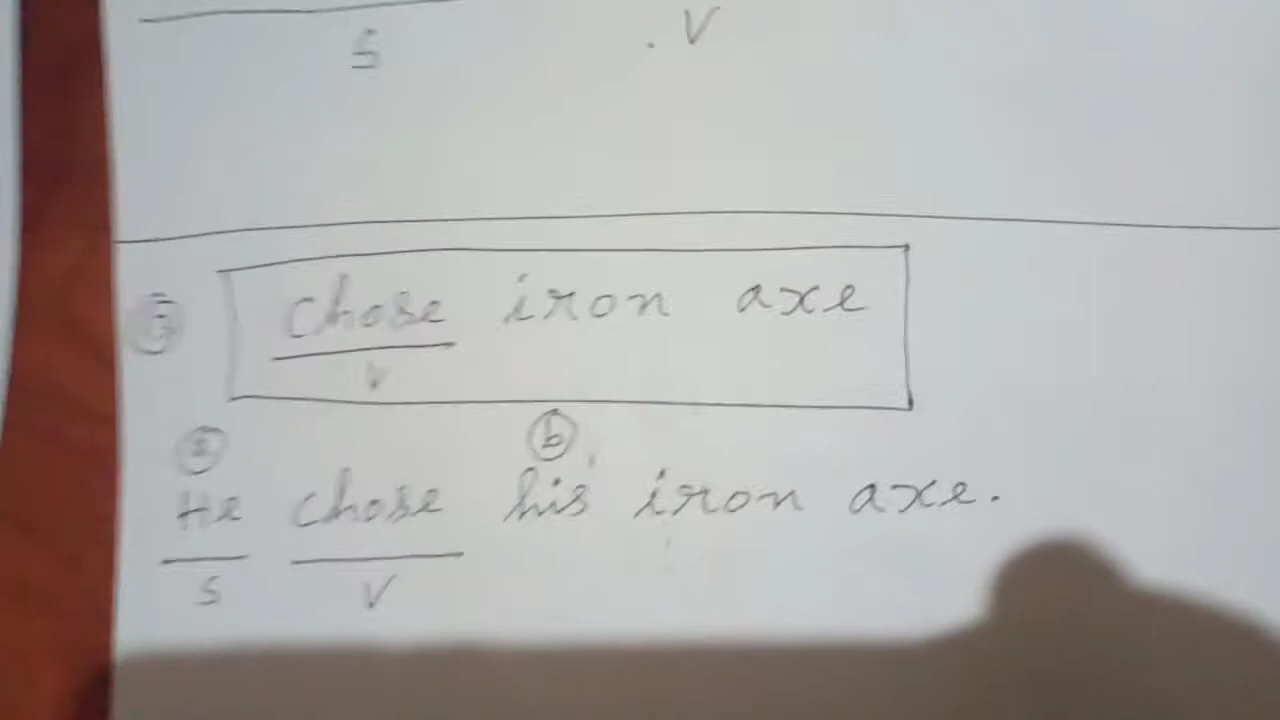 S . V
chose iron axe
V
b
He chose his iron axe.
S V